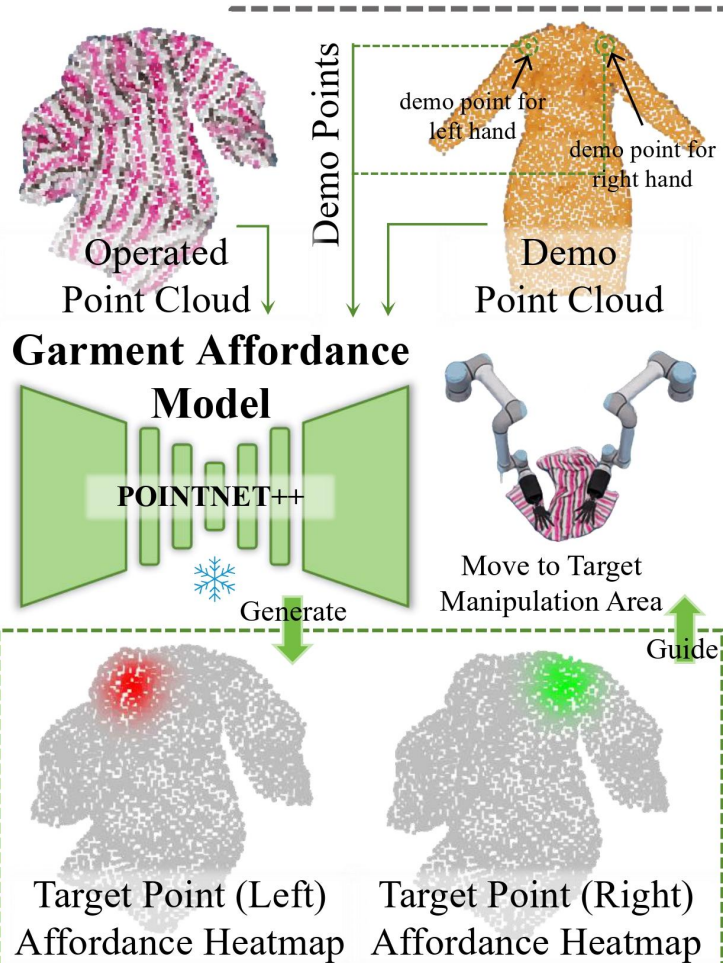 Demo Points
demo point for
left hand
demo point for
right hand
Operated
Point Cloud
Demo
Point Cloud
Garment Affordance
Model
POINTNET++
Move to Target
Manipulation Area
Generate
Guide
Target Point (Left)
Affordance Heatmap
Target Point (Right)
Affordance Heatmap